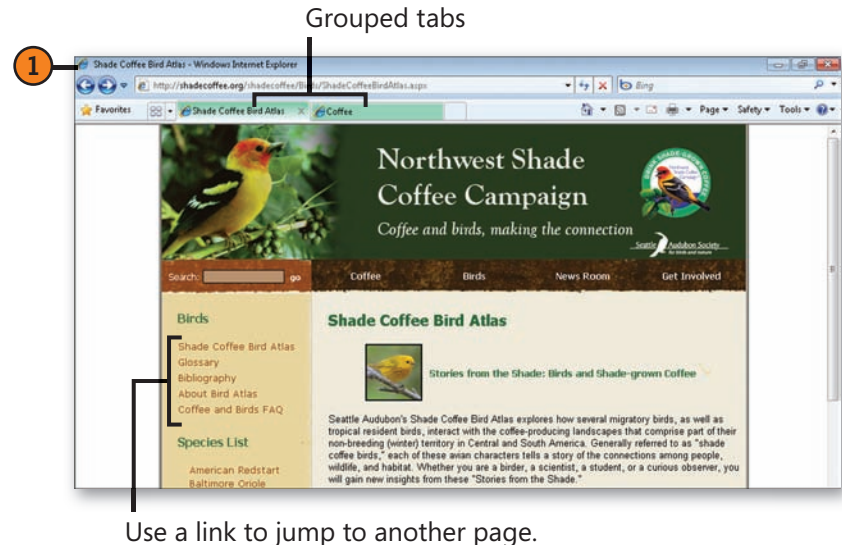 Grouped tabs
1
Shade Coffee Bird Atlas - Windows Internet Explorer
http://shadecoffee.org/shadecoffee/Birds/ShadeCoffeeBirdAtlas.aspx
Bing
Favorites
Shade Coffee Bird Atlas
Coffee
Page
Safety
Tools
Northwest Shade
Coffee Campaign
Coffee and birds, making the connection
Seattle Audubon Society
for birds and nature
Search:
go
Coffee
Birds
News Room
Get Involved
Birds
Shade Coffee Bird Atlas
Glossary
Bibliography
About Bird Atlas
Coffee and Birds FAQ
Species List
American Redstart
Baltimore Oriole
Shade Coffee Bird Atlas
Stories from the Shade: Birds and Shade-grown Coffee
Seattle Audubon's Shade Coffee Bird Atlas explores how several migratory birds, as well as
tropical resident birds, interact with the coffee-producing landscapes that comprise part of their
non-breeding (winter) territory in Central and South America. Generally referred to as "shade
coffee birds," each of these avian characters tells a story of the connections among people,
wildlife, and habitat. Whether you are a birder, a scientist, a student, or a curious observer, you
will gain new insights from these "Stories from the Shade."
Use a link to jump to another page.